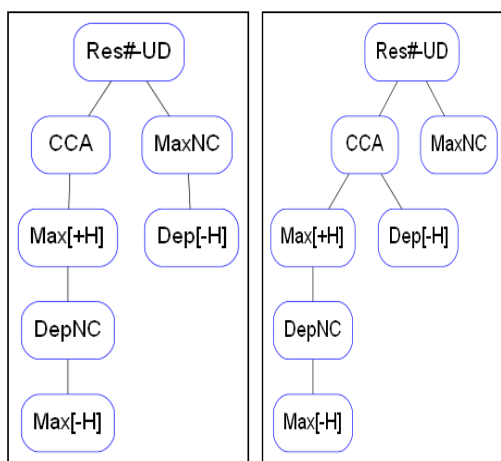 Res#-UD
CCA
MaxNC
Max[+H]
Dep[-H]
DepNC
Max[-H]
Res#-UD
CCA
MaxNC
Max[+H]
Dep[-H]
DepNC
Max[-H]